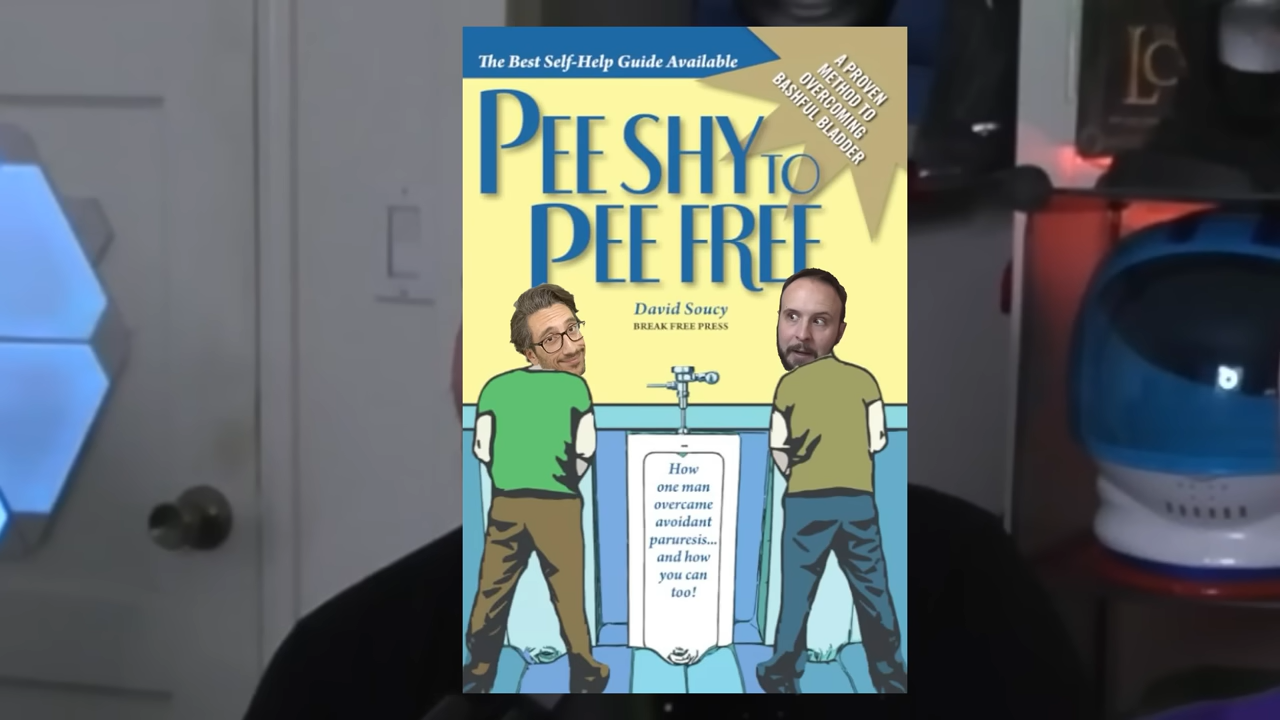 The Best Self-Help Guide Available
A PROVEN
METHOD TO
OVERCOMING
BASHFUL BLADDER
PEE SHY TO
PEE FREE
David Soucy
BREAK FREE PRESS
How
one man
overcame
avoidant
paruresis...
and how
you can
too!
LO